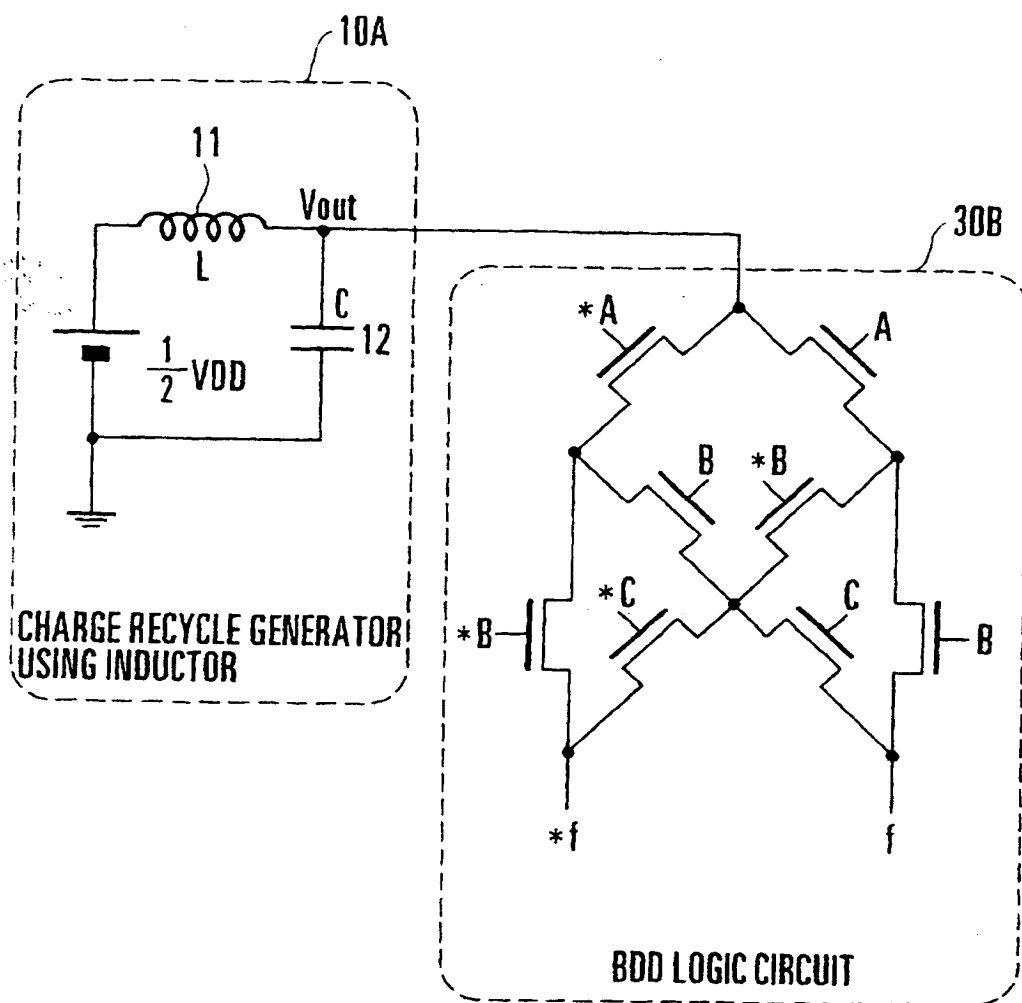 10A
11
Vout
L
C
12
1/2 VDD
CHARGE RECYCLE GENERATOR
USING INDUCTOR
30B
*A
A
B
*B
*C
C
*B
B
*f
f
BDD LOGIC CIRCUIT